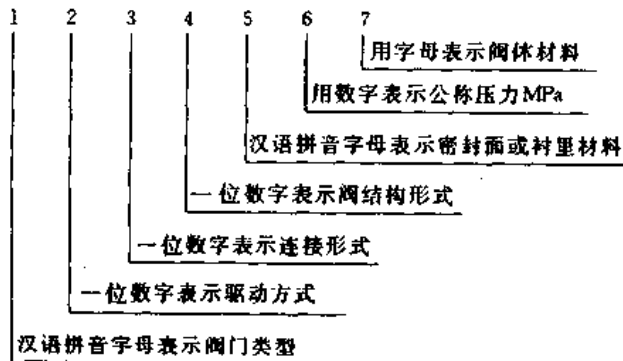 1 2 3 4 5 6 7
用字母表示阀体材料
用数字表示公称压力MPa
汉语拼音字母表示密封面或衬里材料
一位数字表示阀结构形式
一位数字表示连接形式
一位数字表示驱动方式
汉语拼音字母表示阀门类型